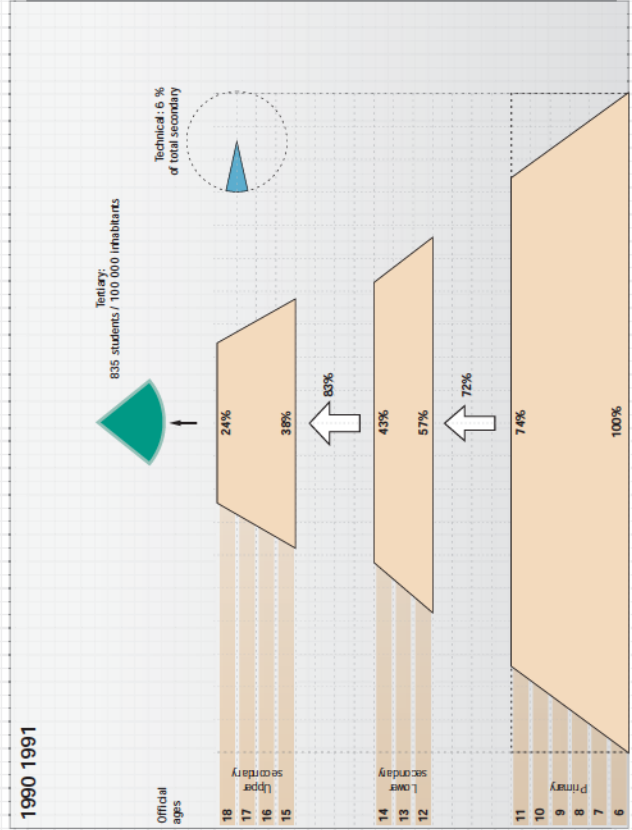 1990 1991
Official
ages
Tertiary:
835 students / 100 000 inhabitants
Technical: 6 %
of total secondary
18
17
16
15
Upper
secondary
24%
38%
83%
14
13
12
Lower
secondary
43%
57%
72%
11
10
9
8
7
6
Primary
74%
100%